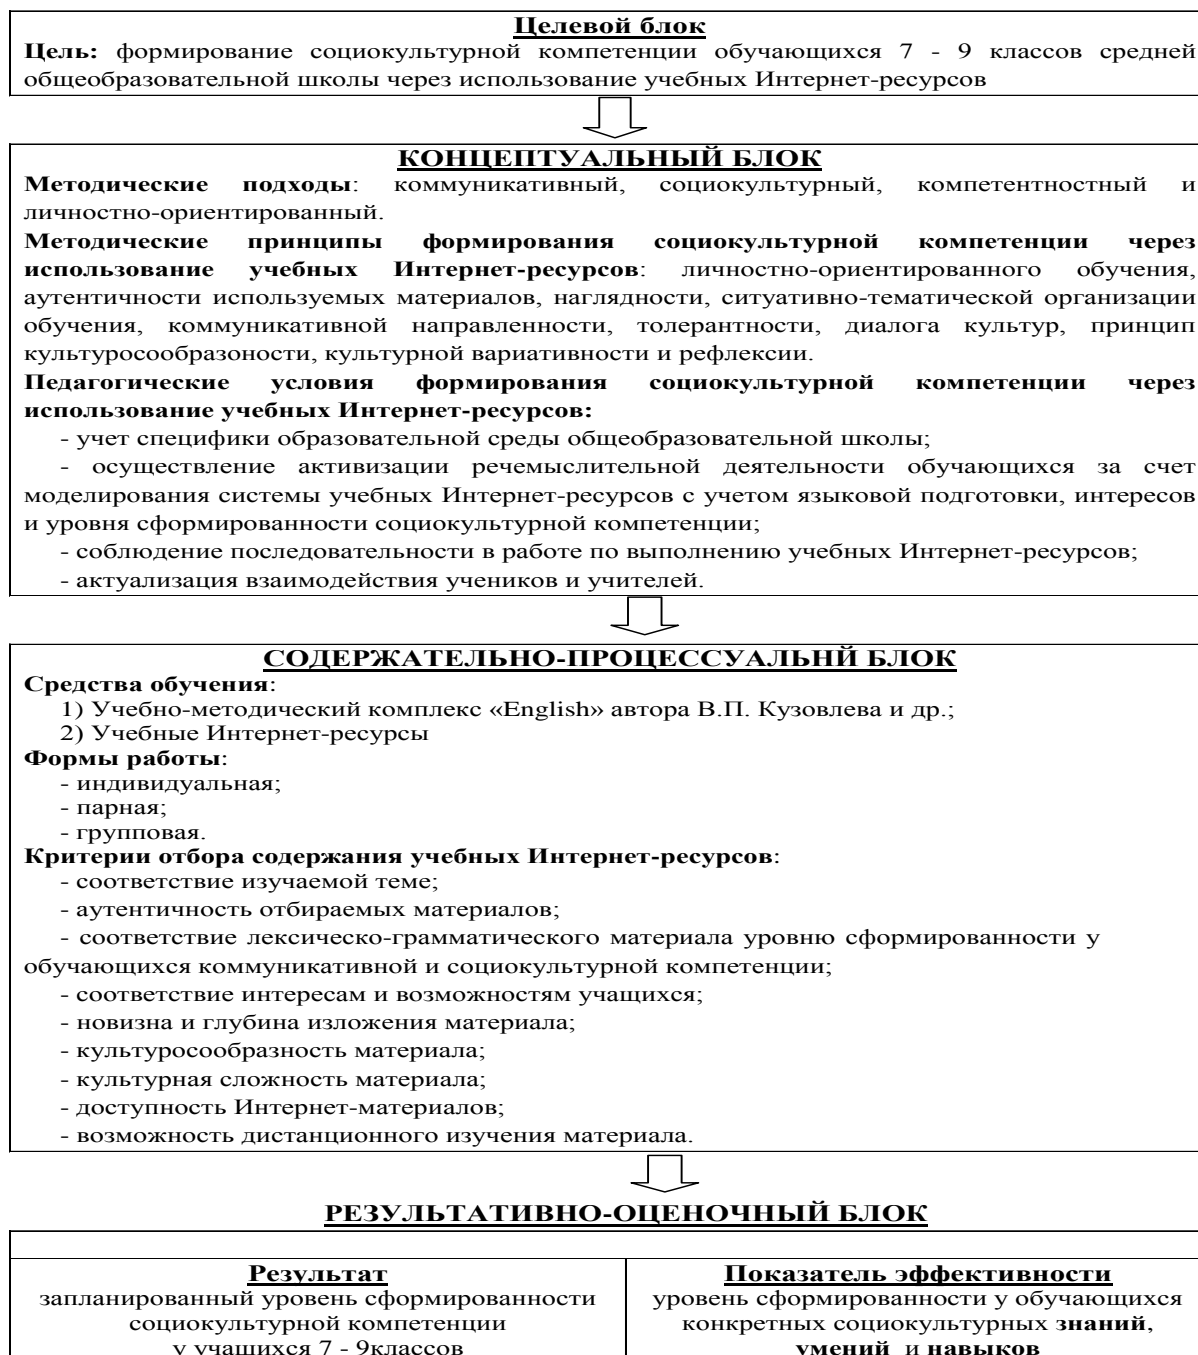 Целевой блок
Цель: формирование социокультурной компетенции обучающихся 7 - 9 классов средней
общеобразовательной школы через использование учебных Интернет-ресурсов
КОНЦЕПТУАЛЬНЫЙ БЛОК
Методические подходы: коммуникативный, социокультурный, компетентностный и
личностно-ориентированный.
Методические принципы формирования социокультурной компетенции через
использование учебных Интернет-ресурсов: личностно-ориентированного обучения,
аутентичности используемых материалов, наглядности, ситуативно-тематической организации
обучения, коммуникативной направленности, толерантности, диалога культур, принцип
культуросообразоности, культурной вариативности и рефлексии.
Педагогические условия формирования социокультурной компетенции через
использование учебных Интернет-ресурсов:
- учет специфики образовательной среды общеобразовательной школы;
- осуществление активизации речемыслительной деятельности обучающихся за счет
моделирования системы учебных Интернет-ресурсов с учетом языковой подготовки, интересов
и уровня сформированности социокультурной компетенции;
- соблюдение последовательности в работе по выполнению учебных Интернет-ресурсов;
- актуализация взаимодействия учеников и учителей.
СОДЕРЖАТЕЛЬНО-ПРОЦЕССУАЛЬНЙ БЛОК
Средства обучения:
1) Учебно-методический комплекс «English» автора В.П. Кузовлева и др.;
2) Учебные Интернет-ресурсы
Формы работы:
- индивидуальная;
- парная;
- групповая.
Критерии отбора содержания учебных Интернет-ресурсов:
- соответствие изучаемой теме;
- аутентичность отбираемых материалов;
- соответствие лексическо-грамматического материала уровню сформированности у
обучающихся коммуникативной и социокультурной компетенции;
- соответствие интересам и возможностям учащихся;
- новизна и глубина изложения материала;
- культуросообразность материала;
- культурная сложность материала;
- доступность Интернет-материалов;
- возможность дистанционного изучения материала.
РЕЗУЛЬТАТИВНО-ОЦЕНОЧНЫЙ БЛОК
Результат
запланированный уровень сформированности
социокультурной компетенции
у учащихся 7 - 9классов
Показатель эффективности
уровень сформированности у обучающихся
конкретных социокультурных знаний,
умений и навыков